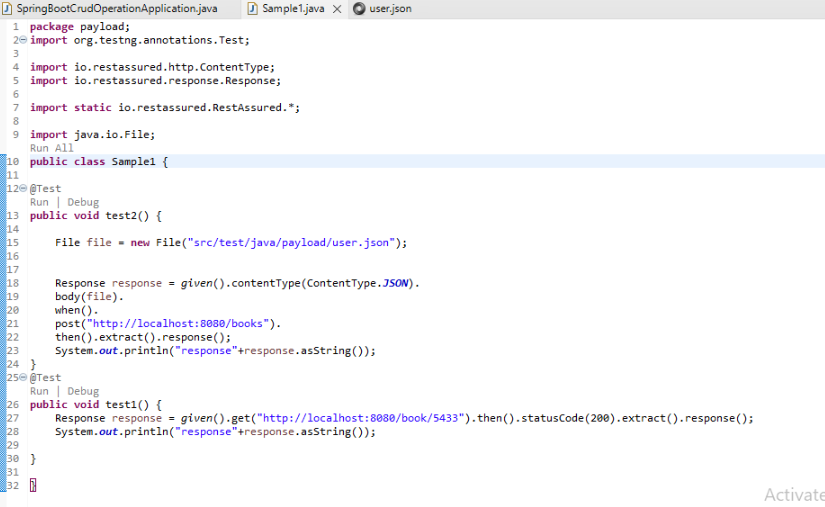 SpringBootCrudOperationApplication.java Sample1.java user.json
1 package payload;
2 import org.testng.annotations.Test;
3
4 import io.restassured.http.ContentType;
5 import io.restassured.response.Response;
6
7 import static io.restassured.RestAssured.*;
8
9 import java.io.File;
Run All
10 public class Sample1 {
11
12 @Test
Run | Debug
13 public void test2() {
14
15 File file = new File("src/test/java/payload/user.json");
16
17
18 Response response = given().contentType(ContentType.JSON).
19 body(file).
20 when().
21 post("http://localhost:8080/books").
22 then().extract().response();
23 System.out.println("response"+response.asString());
24 }
25 @Test
Run | Debug
26 public void test1() {
27 Response response = given().get("http://localhost:8080/book/5433").then().statusCode(200).extract().response();
28 System.out.println("response"+response.asString());
29
30 }
31
32 }
Activate